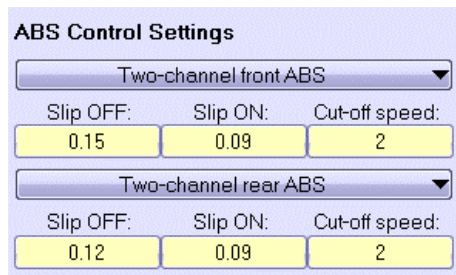 ABS Control Settings
Two-channel front ABS
Slip OFF: Slip ON: Cut-off speed:
0.15 0.09 2
Two-channel rear ABS
Slip OFF: Slip ON: Cut-off speed:
0.12 0.09 2